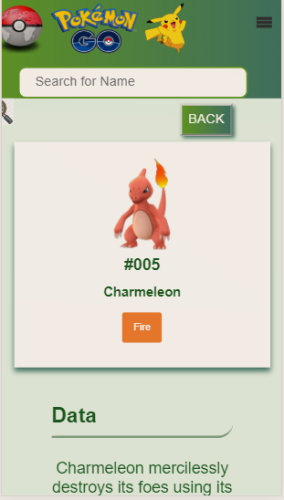 POKÉMON
GO
Search for Name
BACK
#005
Charmeleon
Fire
Data
Charmeleon mercilessly
destroys its foes using its